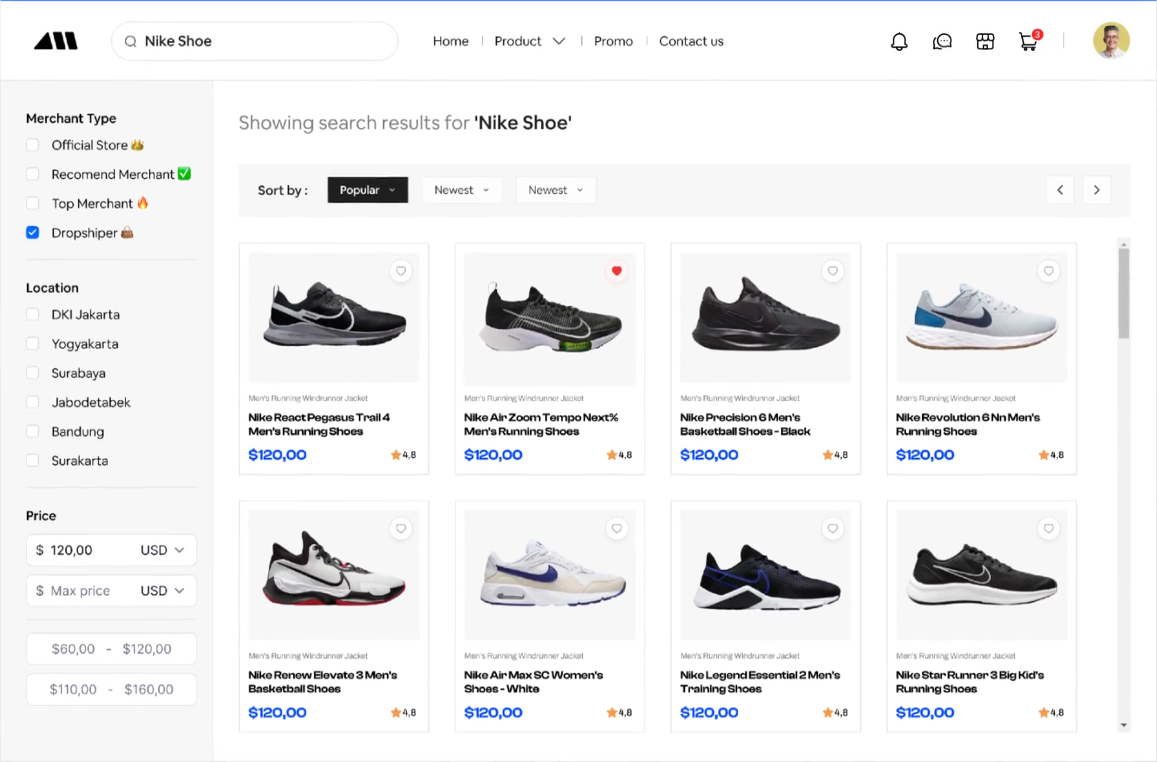 Nike Shoe
Home
Product
Promo
Contact us
3
Merchant Type
Official Store
Recomend Merchant
Top Merchant
Dropshiper
Location
DKI Jakarta
Yogyakarta
Surabaya
Jabodetabek
Bandung
Surakarta
Price
$ 120,00 USD
$ Max price USD
$60,00 - $120,00
$110,00 - $160,00
Showing search results for 'Nike Shoe'
Sort by :
Popular
Newest
Newest
Men's Running Windrunner Jacket
Nike React Pegasus Trail 4
Men's Running Shoes
$120,00
4,8
Men's Running Windrunner Jacket
Nike Air Zoom Tempo Next%
Men's Running Shoes
$120,00
4,8
Men's Running Windrunner Jacket
Nike Precision 6 Men's
Basketball Shoes - Black
$120,00
4,8
Men's Running Windrunner Jacket
Nike Revolution 6 Nn Men's
Running Shoes
$120,00
4,8
Men's Running Windrunner Jacket
Nike Renew Elevate 3 Men's
Basketball Shoes
$120,00
4,8
Men's Running Windrunner Jacket
Nike Air Max SC Women's
Shoes - White
$120,00
4,8
Men's Running Windrunner Jacket
Nike Legend Essential 2 Men's
Training Shoes
$120,00
4,8
Men's Running Windrunner Jacket
Nike Star Runner 3 Big Kid's
Running Shoes
$120,00
4,8